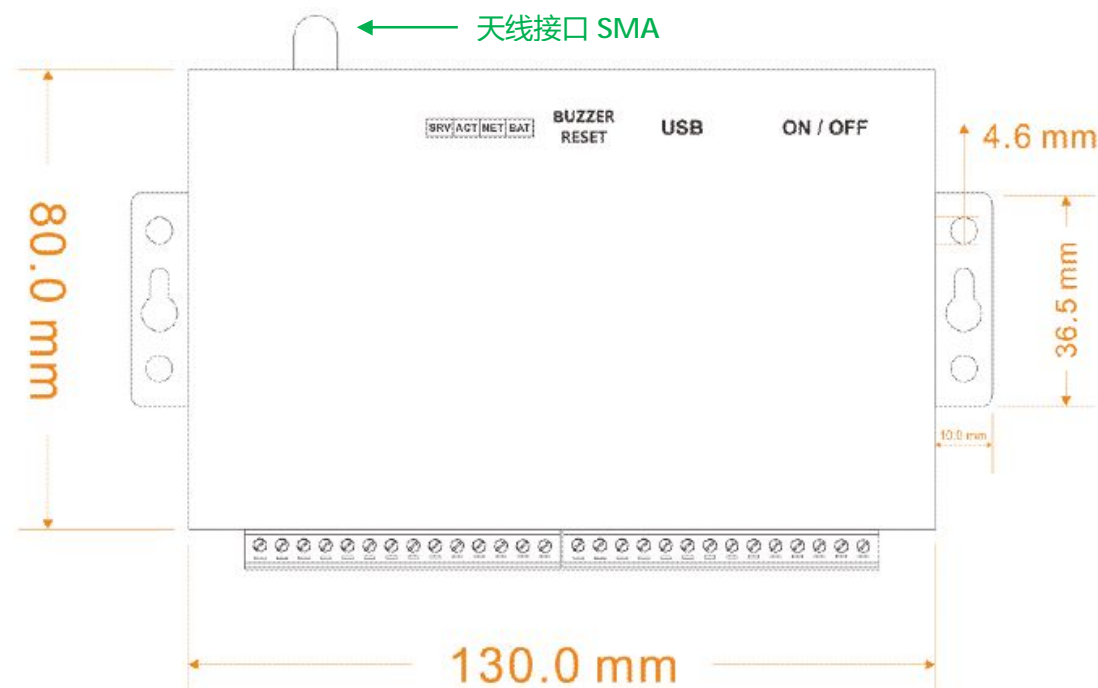 天线接口 SMA
SRV ACT NET BAT
BUZZER
RESET
USB
ON / OFF
4.6 mm
80.0 mm
36.5 mm
10.0 mm
130.0 mm